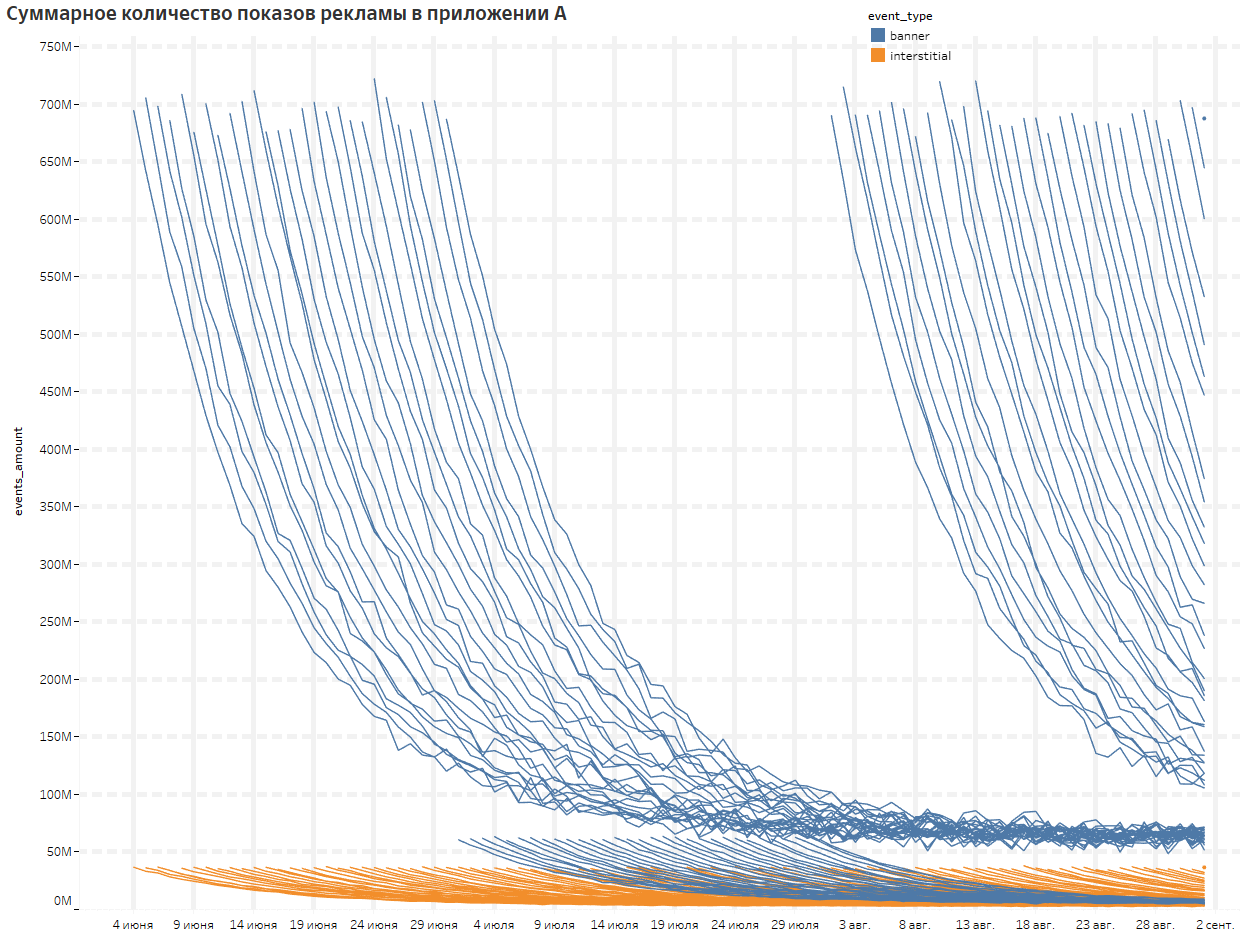 Суммарное количество показов рекламы в приложении А
event_type
banner
interstitial
750M
700M
650M
600M
550M
500M
450M
400M
350M
300M
250M
200M
150M
100M
50M
0M
events_amount
4 июня 9 июня 14 июня 19 июня 24 июня 29 июня 4 июля 9 июля 14 июля 19 июля 24 июля 29 июля 3 авг. 8 авг. 13 авг. 18 авг. 23 авг. 28 авг. 2 сент.